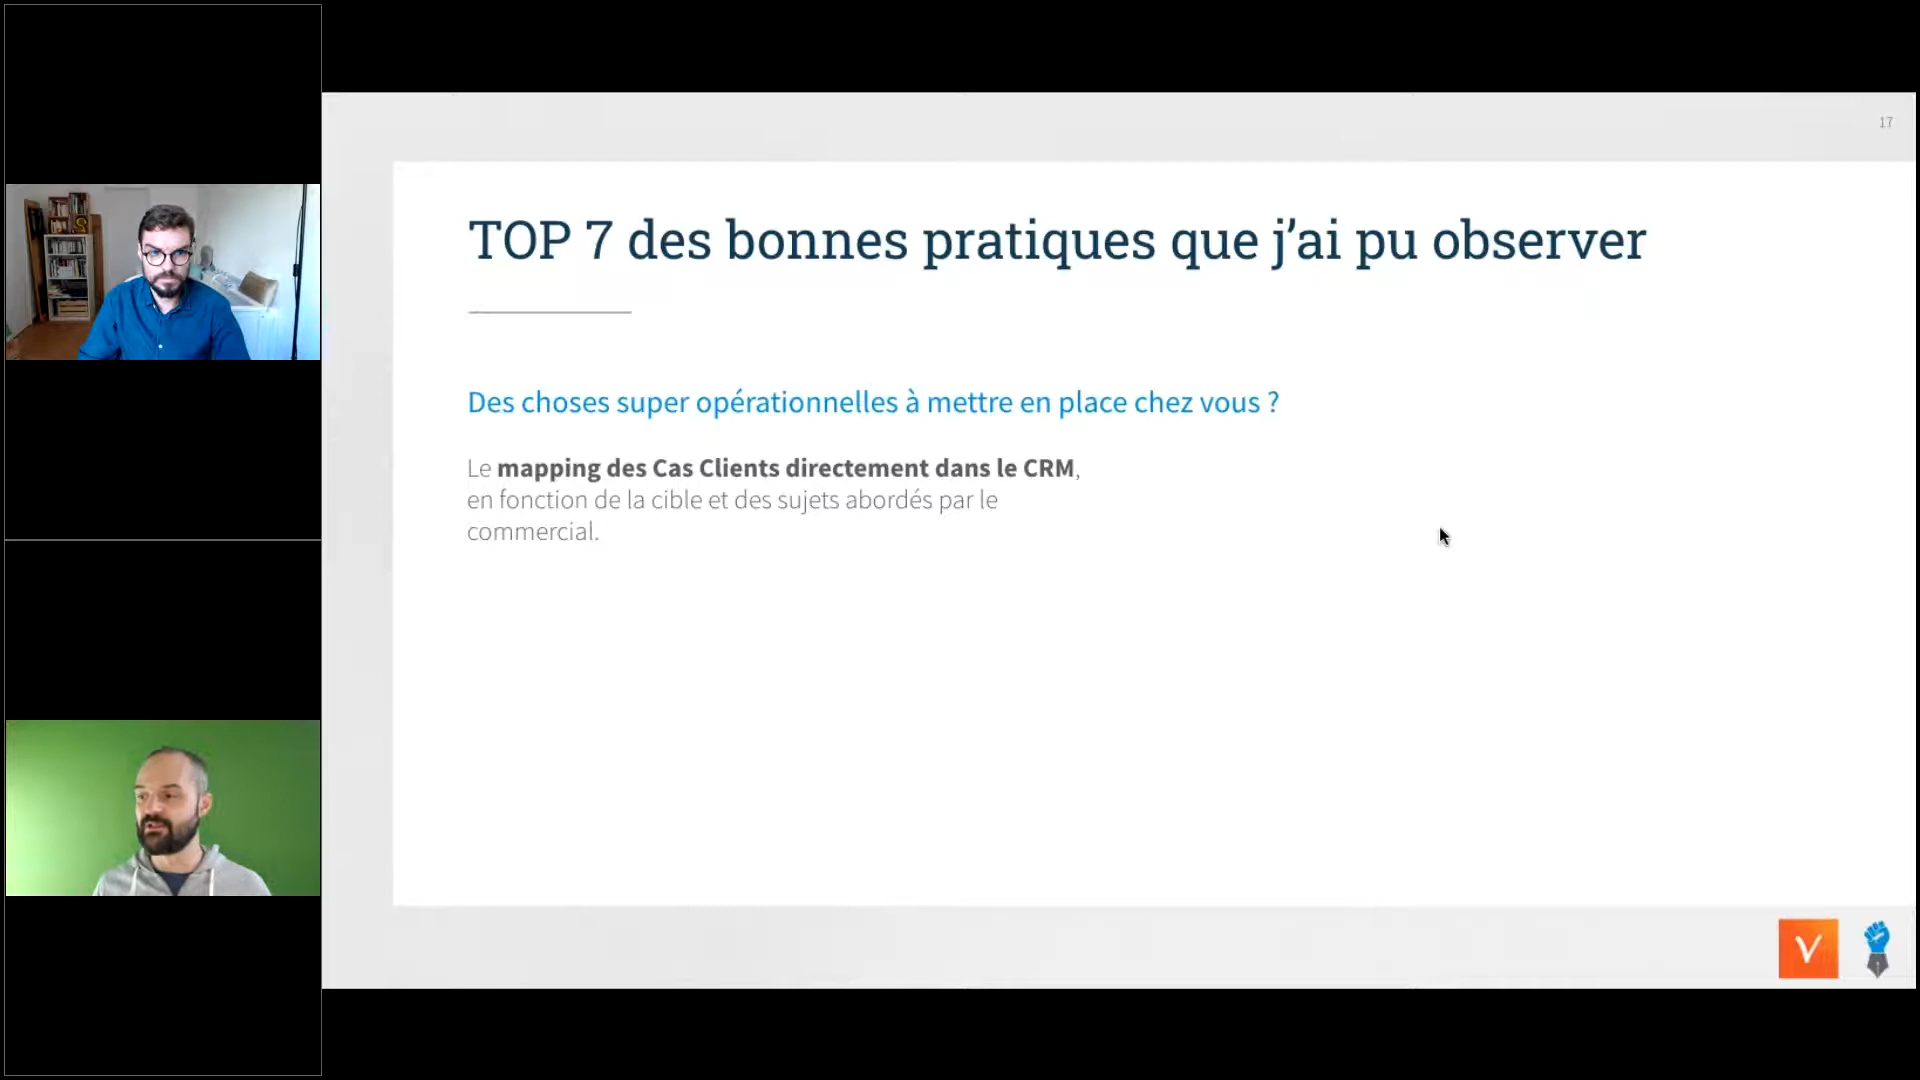 17
TOP 7 des bonnes pratiques que j’ai pu observer
Des choses super opérationnelles à mettre en place chez vous ?
Le mapping des Cas Clients directement dans le CRM,
en fonction de la cible et des sujets abordés par le
commercial.
V